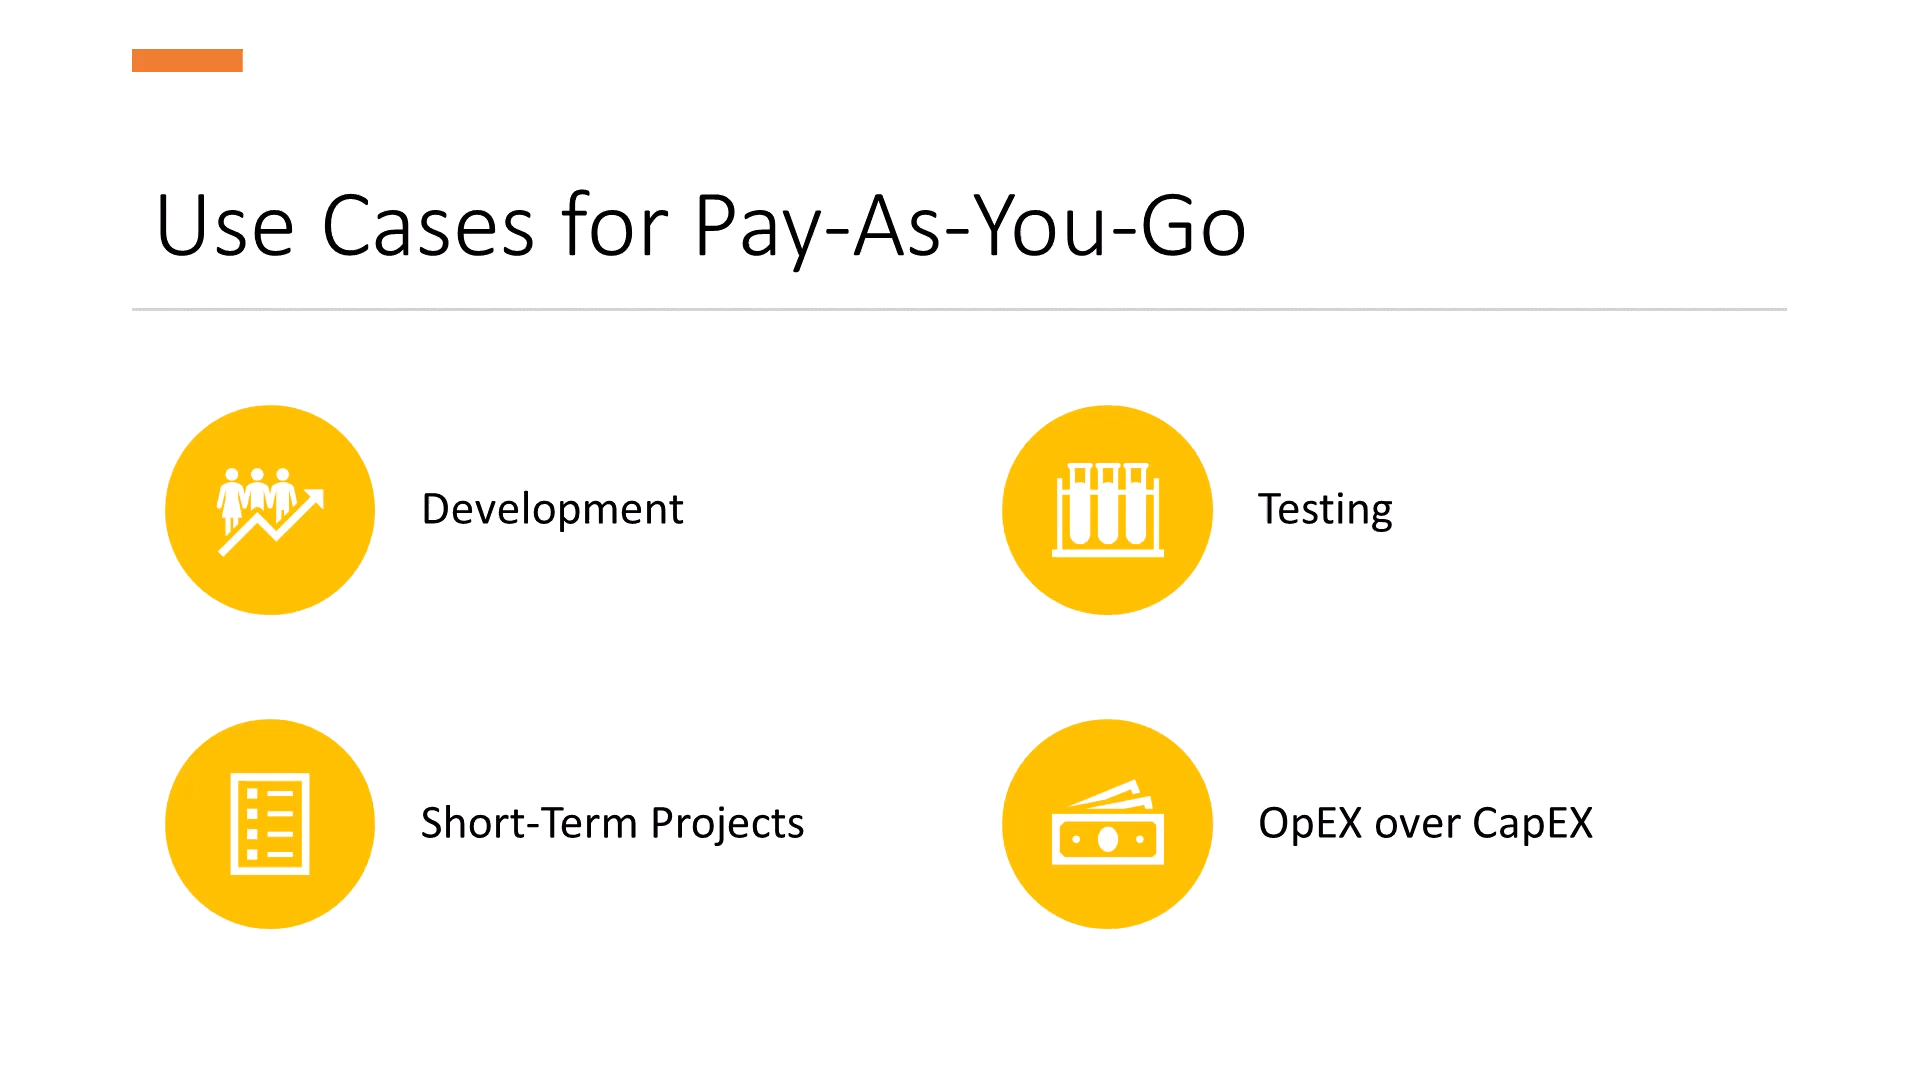 Use Cases for Pay-As-You-Go
Development
Testing
Short-Term Projects
OpEX over CapEX